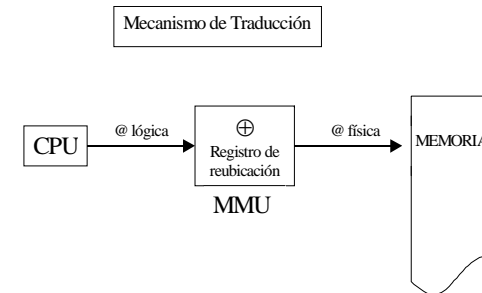 Mecanismo de Traducción
CPU
@ lógica
⊕
Registro de
reubicación
MMU
@ física
MEMORIA